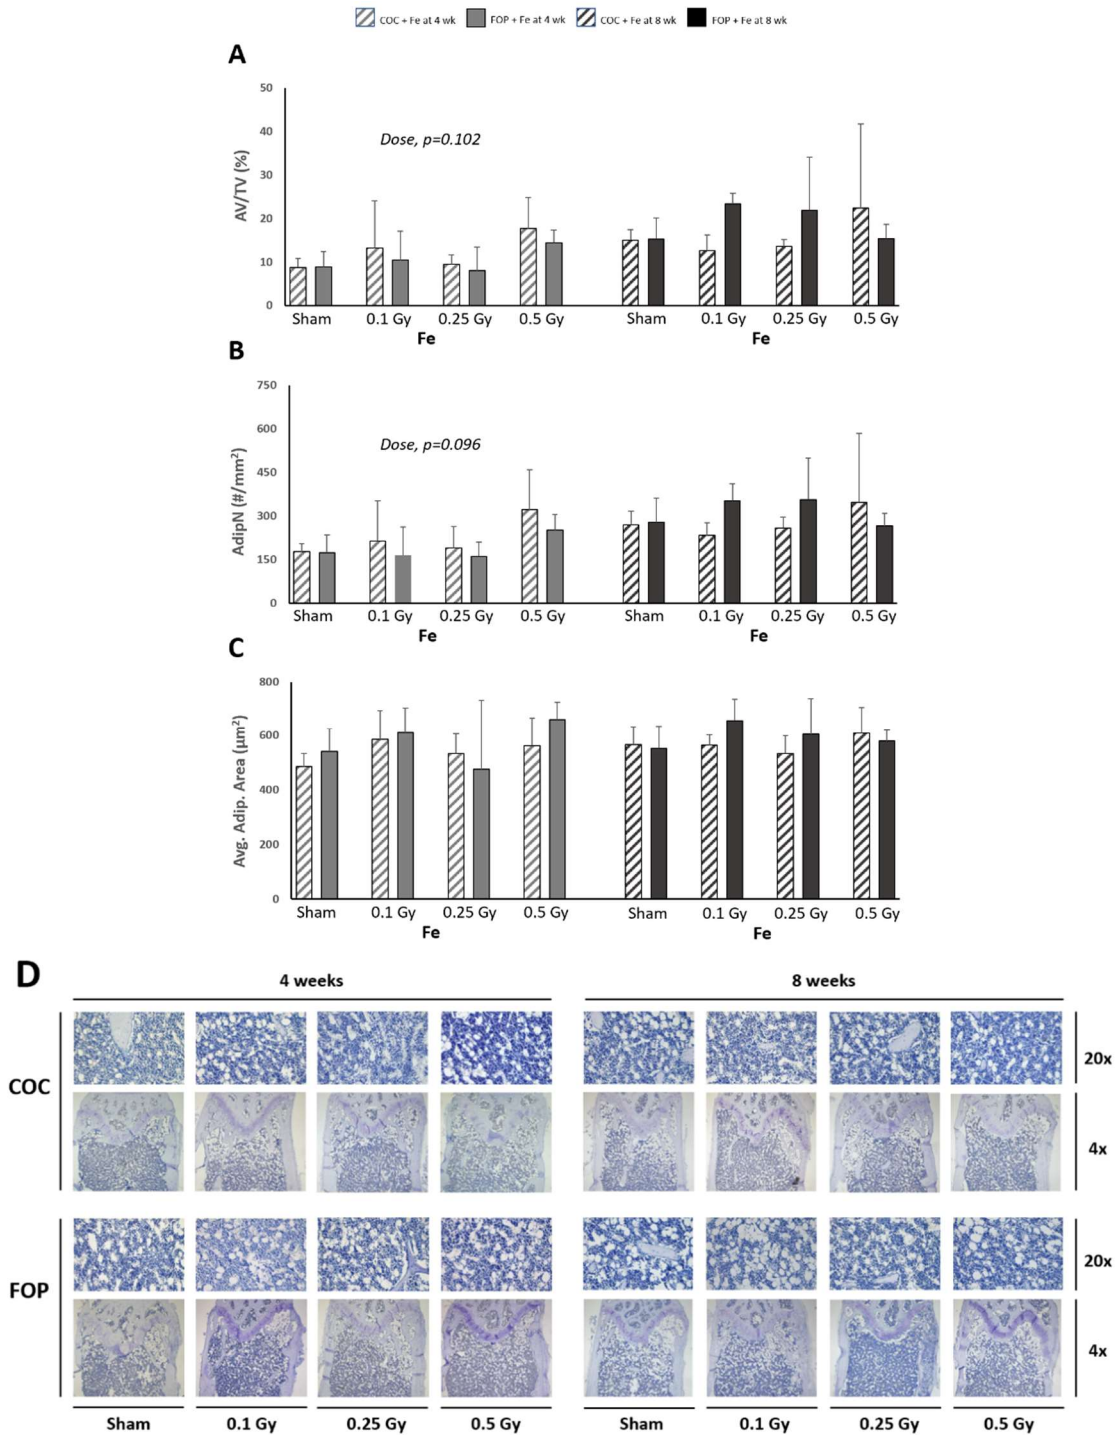 COC + Fe at 4 wk FOP + Fe at 4 wk COC + Fe at 8 wk FOP + Fe at 8 wk
A
50
40
30
20
10
0
AV/TV (%)
Dose, p=0.102
Sham 0.1 Gy 0.25 Gy 0.5 Gy Sham 0.1 Gy 0.25 Gy 0.5 Gy
Fe Fe
B
750
600
450
300
150
0
AdipN (#/mm²)
Dose, p=0.096
Sham 0.1 Gy 0.25 Gy 0.5 Gy Sham 0.1 Gy 0.25 Gy 0.5 Gy
Fe Fe
C
800
600
400
200
0
Avg. Adip. Area (µm²)
Sham 0.1 Gy 0.25 Gy 0.5 Gy Sham 0.1 Gy 0.25 Gy 0.5 Gy
Fe Fe
D
4 weeks 8 weeks
COC
20x
4x
FOP
20x
4x
Sham 0.1 Gy 0.25 Gy 0.5 Gy Sham 0.1 Gy 0.25 Gy 0.5 Gy